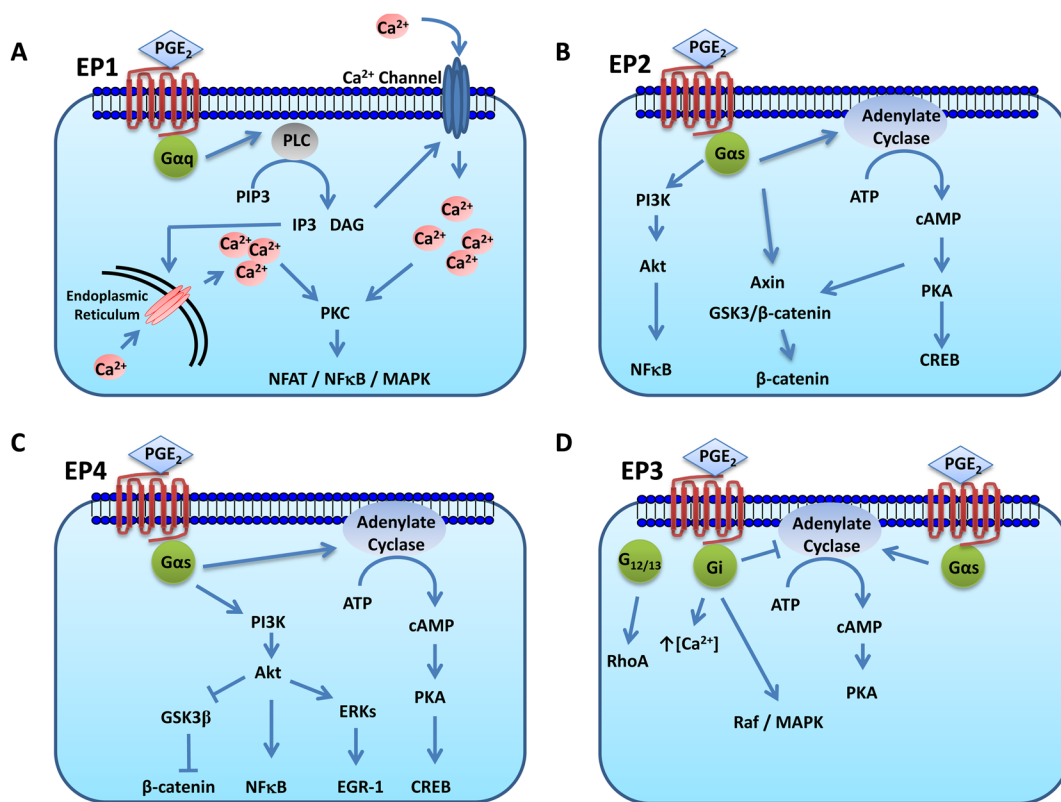 A
EP1
PGE2
Ca2+
Ca2+ Channel
Gαq
PLC
PIP3
IP3
DAG
Ca2+
Ca2+
Ca2+
Ca2+
Ca2+
Ca2+
Ca2+
Endoplasmic
Reticulum
Ca2+
PKC
NFAT / NFκB / MAPK
B
EP2
PGE2
Gαs
Adenylate
Cyclase
ATP
PI3K
cAMP
Akt
Axin
GSK3/β-catenin
PKA
NFκB
β-catenin
CREB
C
EP4
PGE2
Gαs
Adenylate
Cyclase
ATP
PI3K
cAMP
Akt
PKA
GSK3β
ERKs
β-catenin
NFκB
EGR-1
CREB
D
EP3
PGE2
PGE2
G12/13
Gi
Adenylate
Cyclase
Gαs
ATP
cAMP
↑[Ca2+]
RhoA
PKA
Raf / MAPK